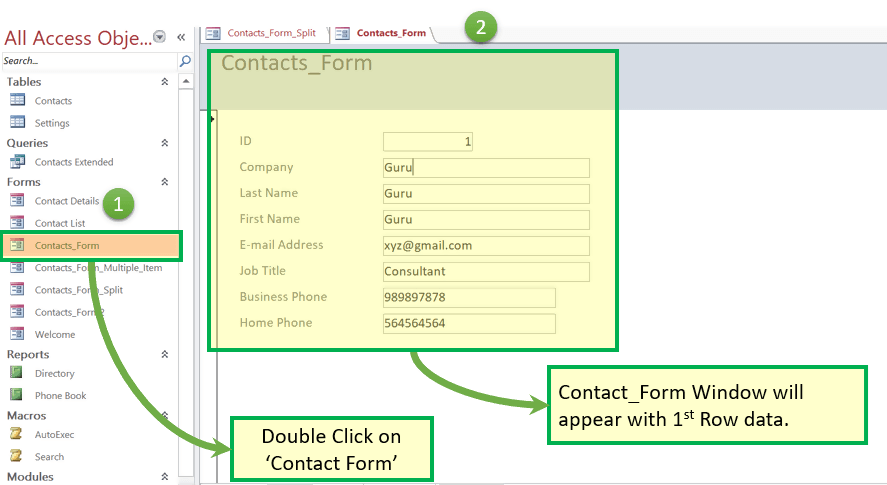 All Access Obje...
Search...
Tables
Contacts
Settings
Queries
Contacts Extended
Forms
Contact Details
1
Contact List
Contacts_Form
Contacts_Form_Multiple_Item
Contacts_Form_Split
Contacts_Form2
Welcome
Reports
Directory
Phone Book
Macros
AutoExec
Search
Modules
Contacts_Form_Split
Contacts_Form
2
Contacts_Form
ID 1
Company Guru
Last Name Guru
First Name Guru
E-mail Address xyz@gmail.com
Job Title Consultant
Business Phone 989897878
Home Phone 564564564
Contact_Form Window will
appear with 1st Row data.
Double Click on
‘Contact Form’